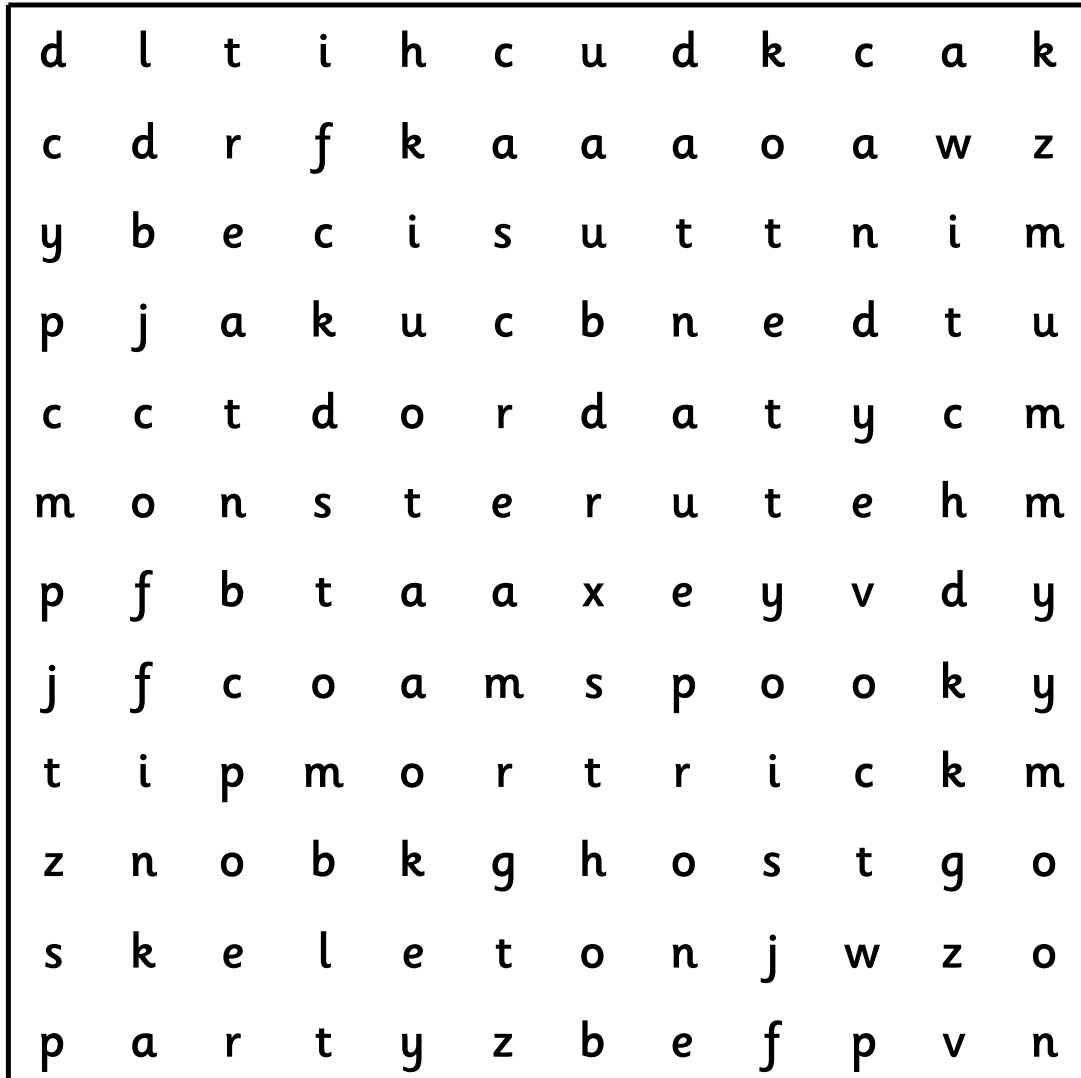 d l t i h c u d k c a k
c d r f k a a a o a w z
y b e c i s u t t n i m
p j a k u c b n e d t u
c c t d o r d a t y c m
m o n s t e r u t e h m
p f b t a a x e y v d y
j f c o a m s p o o k y
t i p m o r t r i c k m
z n o b k g h o s t g o
s k e l e t o n j w z o
p a r t y z b e f p v n